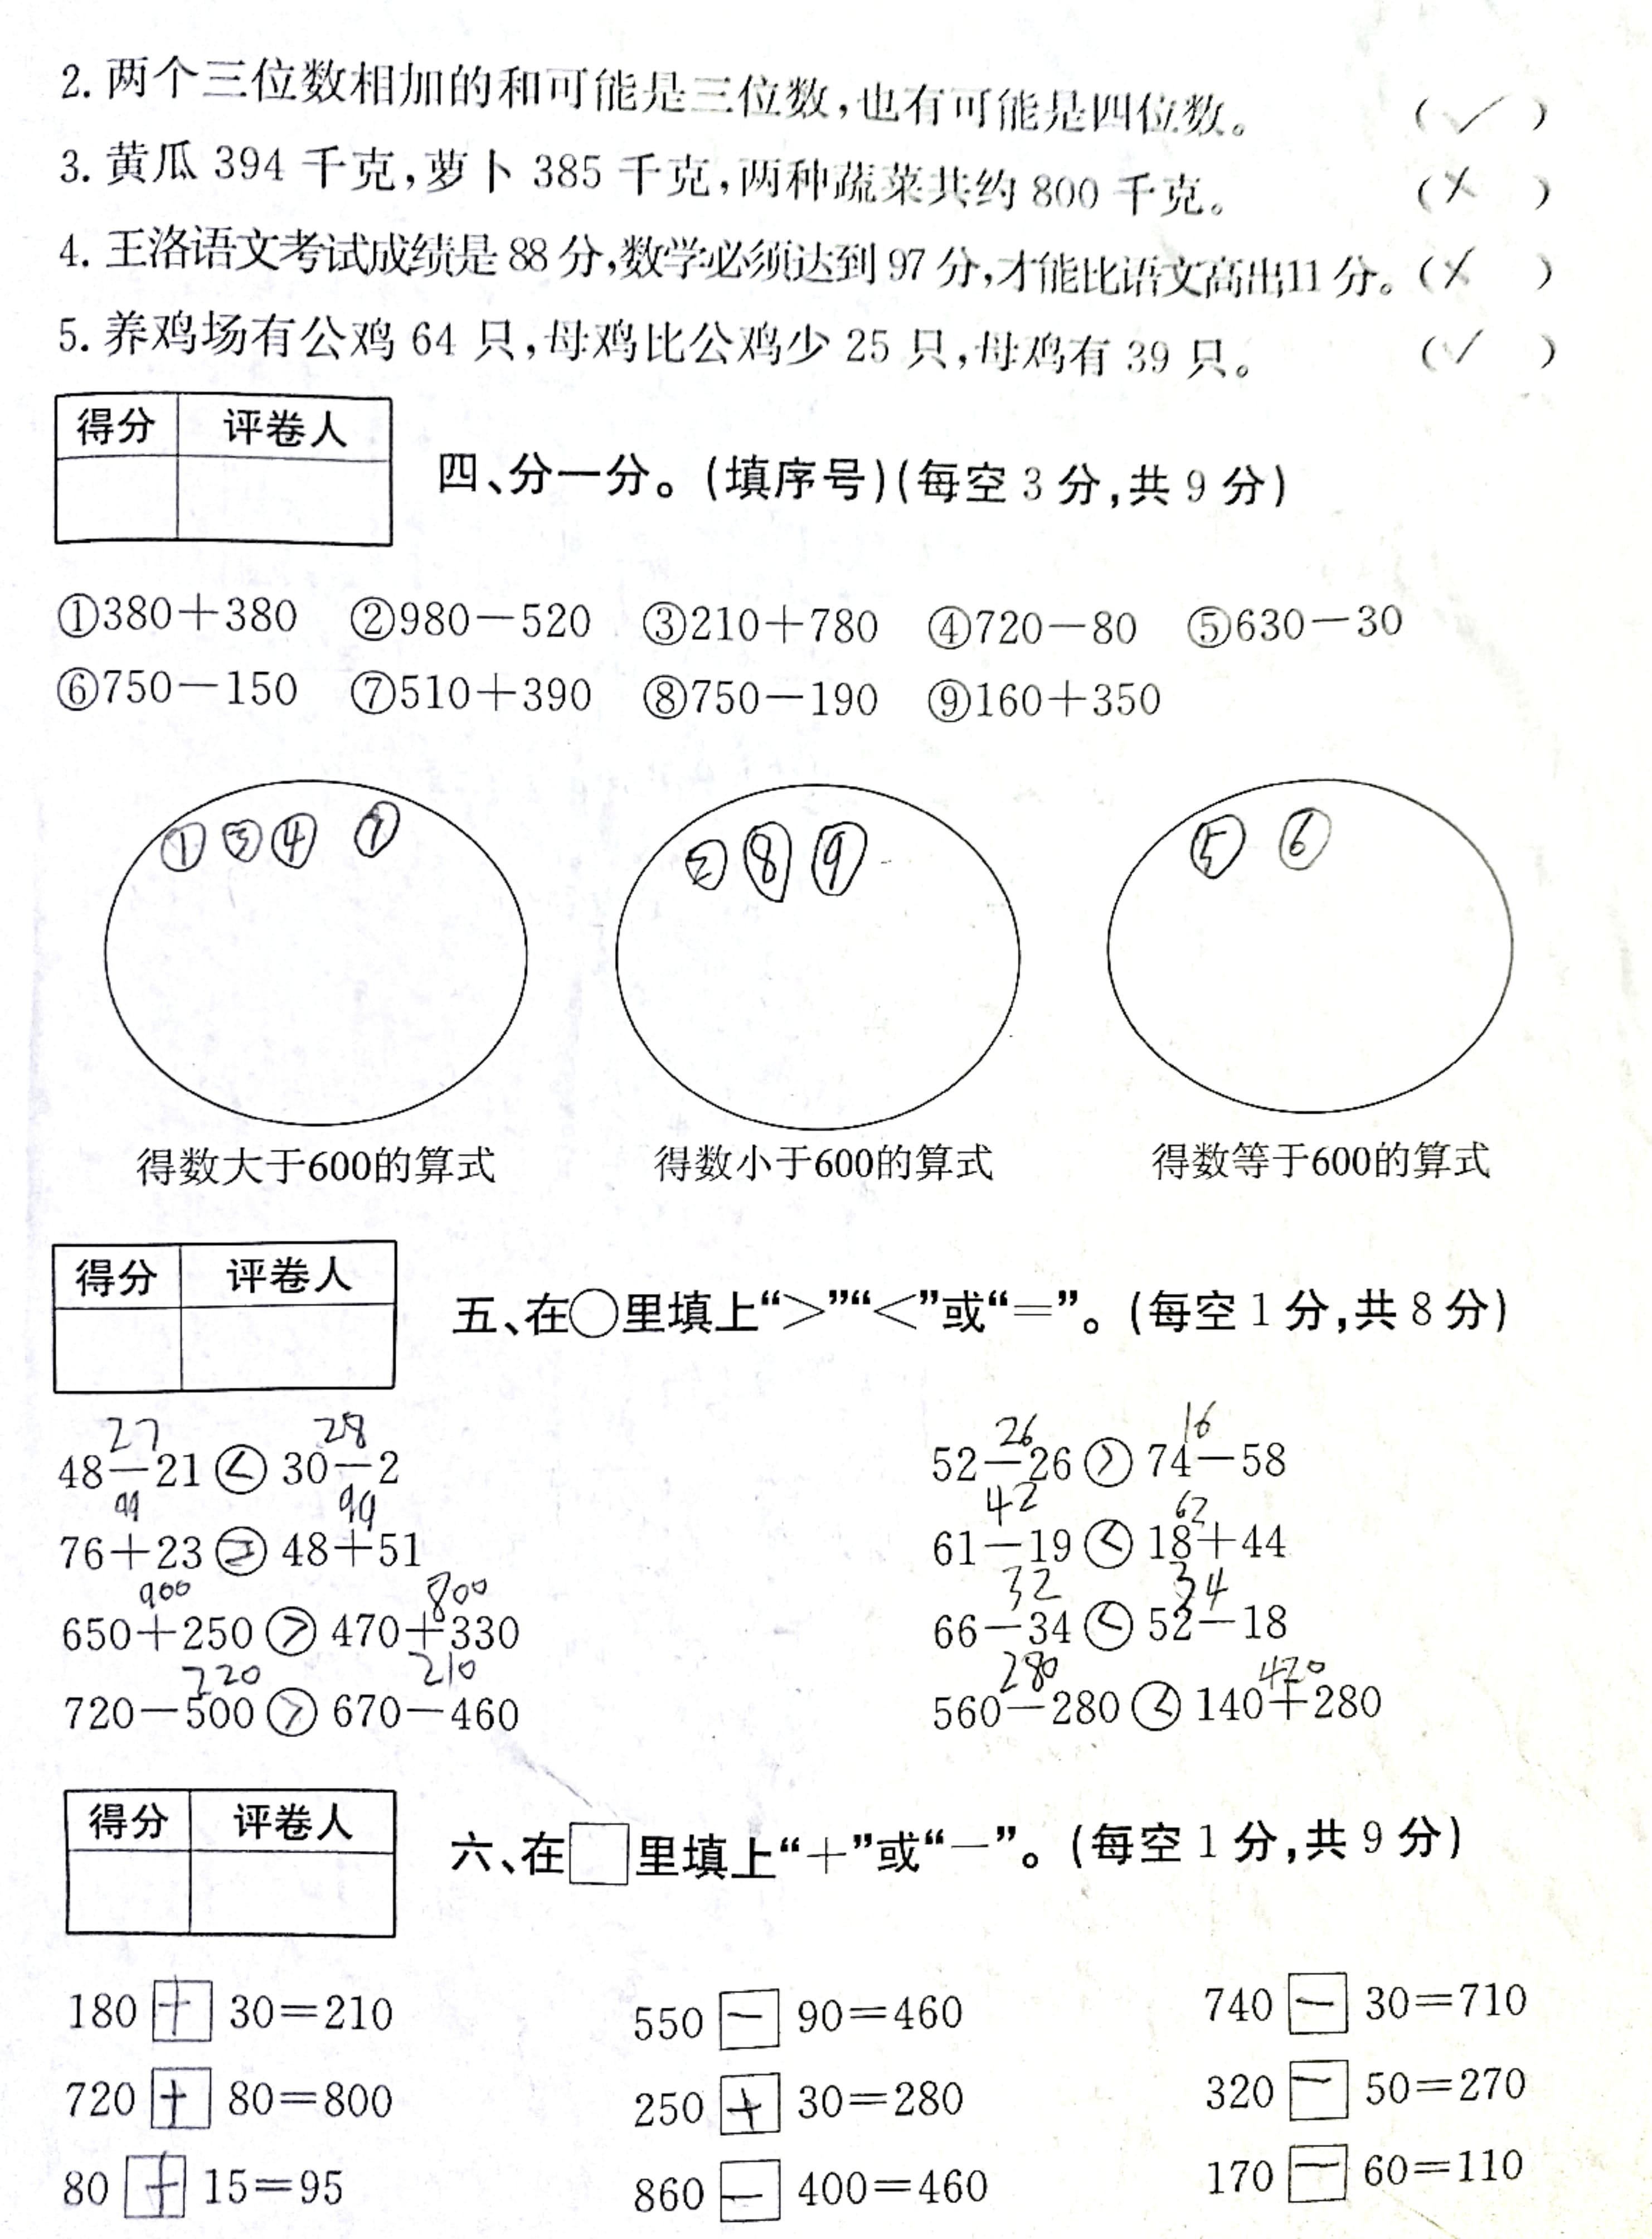 2. 两个三位数相加的和可能是三位数,也有可能是四位数。 ( ✓ )
3. 黄瓜 394 千克,萝卜 385 千克,两种蔬菜共约 800 千克。 ( × )
4. 王洛语文考试成绩是 88 分,数学必须达到 97 分,才能比语文高出11 分。 ( × )
5. 养鸡场有公鸡 64 只,母鸡比公鸡少 25 只,母鸡有 39 只。 ( ✓ )
得分 评卷人
四、分一分。(填序号)(每空 3 分,共 9 分)
①380+380 ②980-520 ③210+780 ④720-80 ⑤630-30
⑥750-150 ⑦510+390 ⑧750-190 ⑨160+350
① ③ ④ ⑦ ② ⑧ ⑨ ⑤ ⑥
得数大于600的算式 得数小于600的算式 得数等于600的算式
得分 评卷人
五、在○里填上“>”“<”或“=”。(每空 1 分,共 8 分)
27 28 26 16
48-21 < 30-2 52-26 > 74-58
99 99 42 62
76+23 = 48+51 61-19 < 18+44
900 800 32 34
650+250 > 470+330 66-34 < 52-18
220 210 280 420
720-500 > 670-460 560-280 < 140+280
得分 评卷人
六、在□里填上“+”或“-”。(每空 1 分,共 9 分)
180 + 30=210 550 - 90=460 740 - 30=710
720 + 80=800 250 + 30=280 320 - 50=270
80 + 15=95 860 - 400=460 170 - 60=110